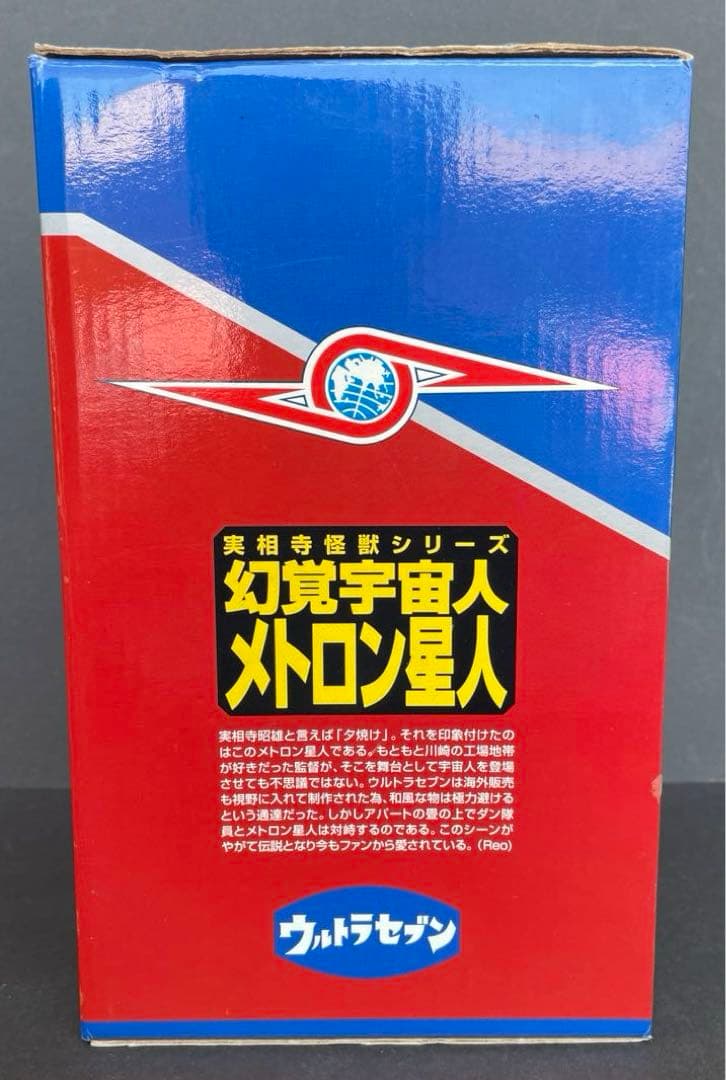 実相寺怪獣シリーズ
幻覚宇宙人
メトロン星人
実相寺昭雄と言えば「夕焼け」。それを印象付けたの
はこのメトロン星人である。もともと川崎の工場地帯
が好きだった監督が、そこを舞台として宇宙人を登場
させても不思議ではない。ウルトラセブンは海外販売
も視野に入れて制作された為、和風な物は極力避ける
という通達だった。しかしアパートの畳の上でダン隊
員とメトロン星人は対峙するのである。このシーンが
やがて伝説となり今もファンから愛されている。(Reo)
ウルトラセブン